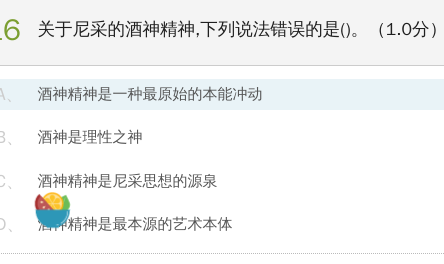 6 关于尼采的酒神精神,下列说法错误的是()。（1.0分）
A、 酒神精神是一种最原始的本能冲动
B、 酒神是理性之神
C、 酒神精神是尼采思想的源泉
D、 酒神精神是最本源的艺术本体